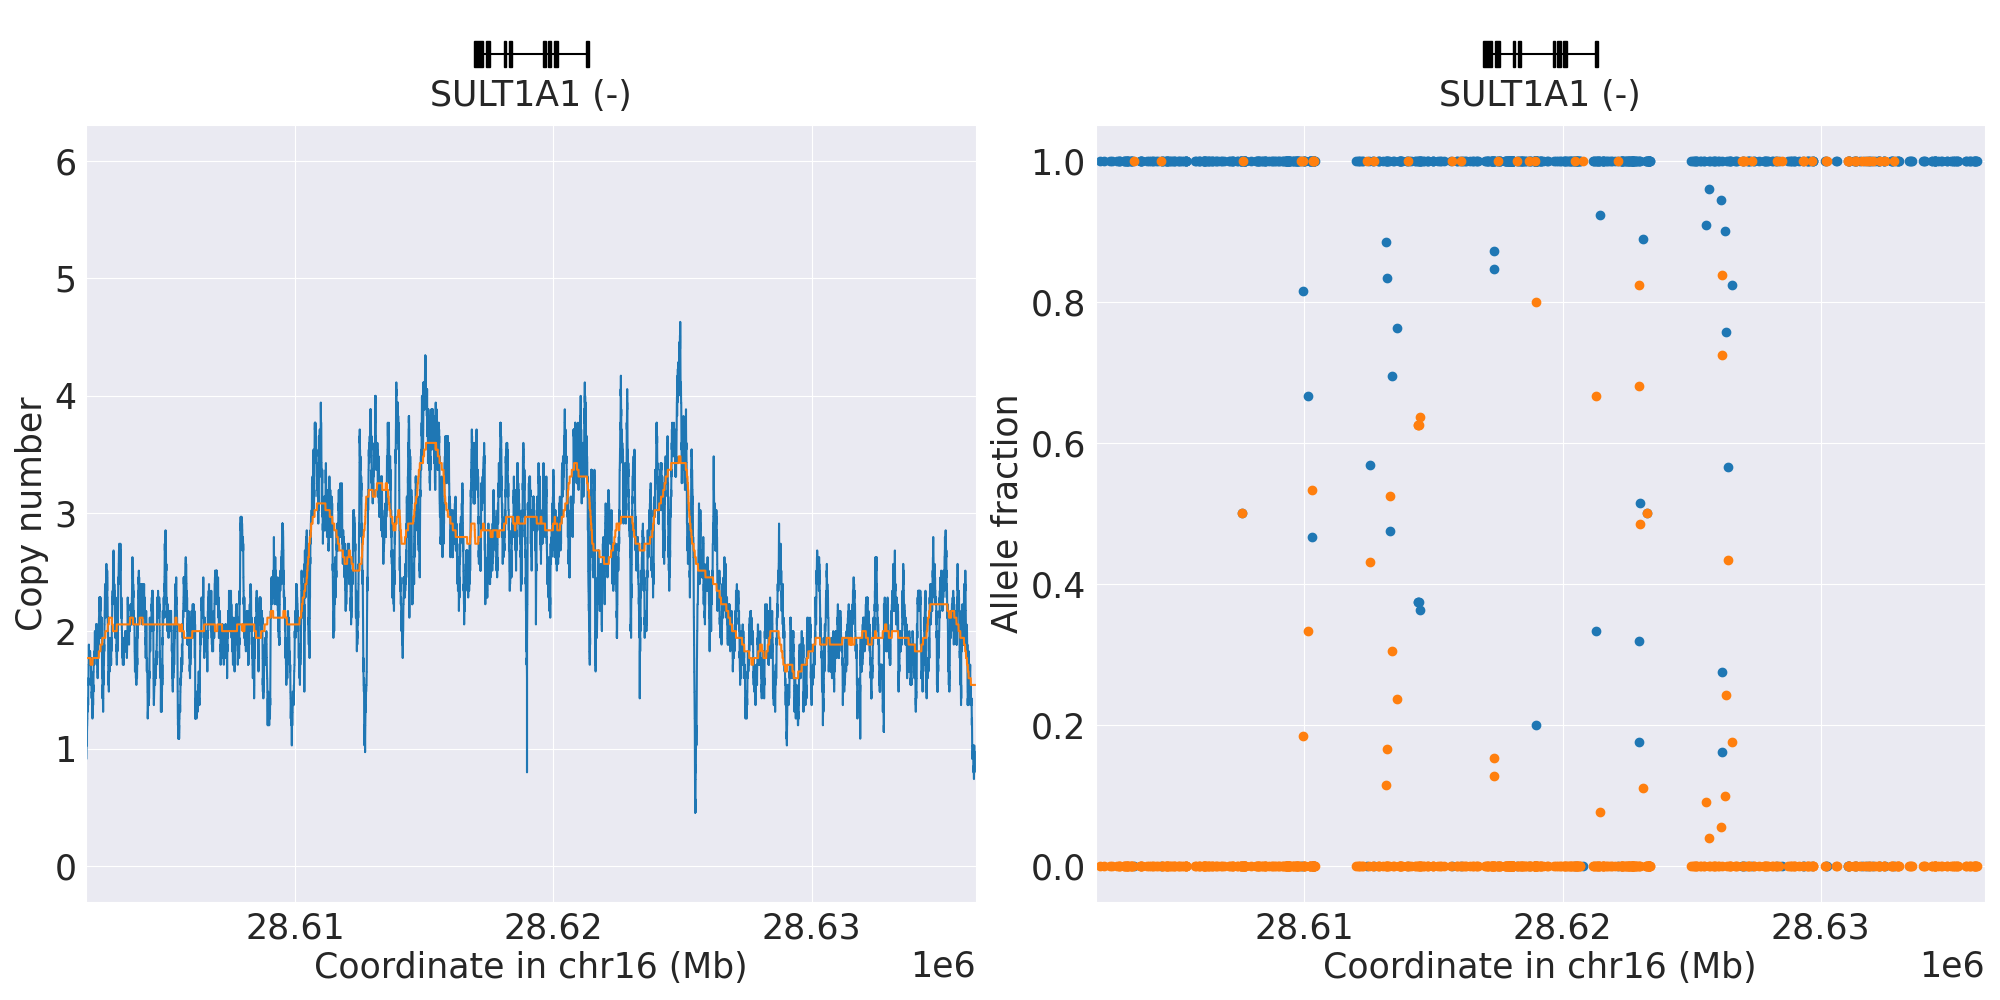 SULT1A1 (-)
6
5
4
3
2
1
0
Copy number
28.61
28.62
28.63
Coordinate in chr16 (Mb)
1e6
SULT1A1 (-)
1.0
0.8
0.6
0.4
0.2
0.0
Allele fraction
28.61
28.62
28.63
Coordinate in chr16 (Mb)
1e6